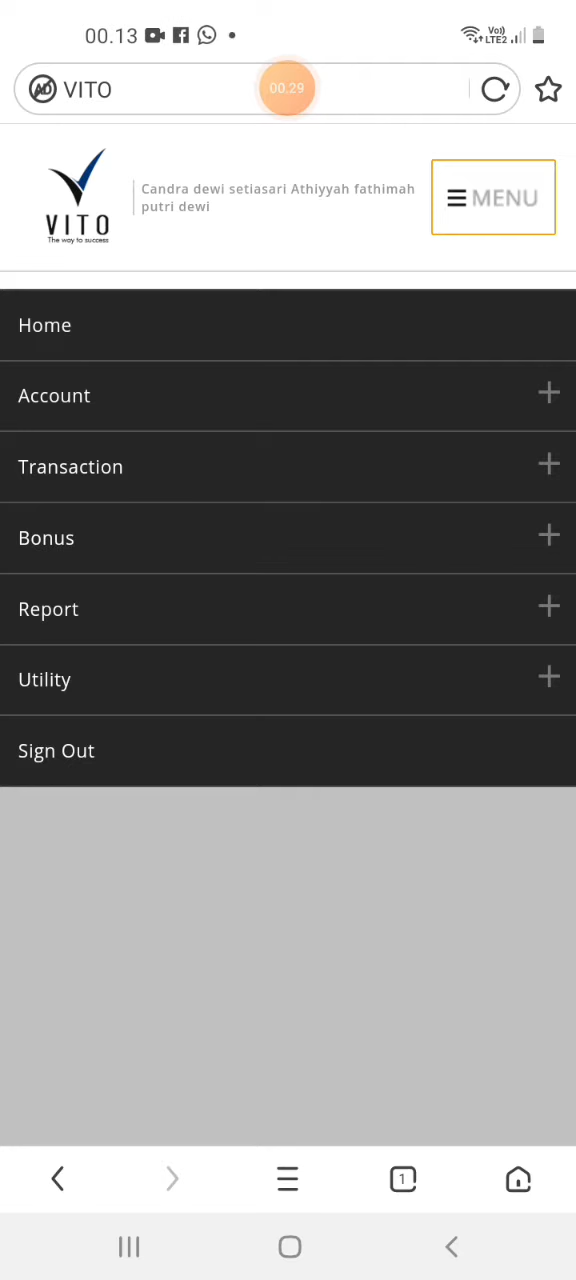 00.13
Vo))
LTE2
AD
VITO
00.29
VITO
The way to success
Candra dewi setiasari Athiyyah fathimah
putri dewi
MENU
Home
Account
Transaction
Bonus
Report
Utility
Sign Out
1